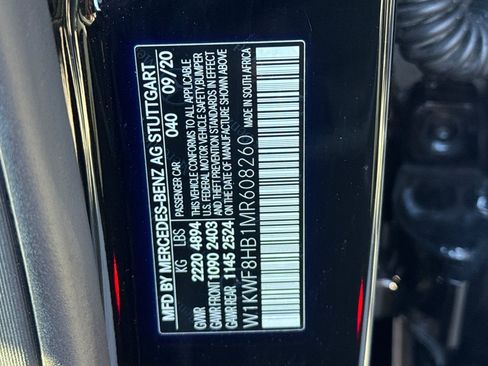 MFD BY MERCEDES-BENZ AG STUTTGART
PASSENGER CAR 040 09/20
KG LBS THIS VEHICLE CONFORMS TO ALL APPLICABLE
GVWR 2220 4894 U.S. FEDERAL MOTOR VEHICLE SAFETY,BUMPER
GAWR FRONT 1090 2403 AND THEFT PREVENTION STANDARDS IN EFFECT
GAWR REAR 1145 2524 ON THE DATE OF MANUFACTURE SHOWN ABOVE
W1KWF8HB1MR608260 MADE IN SOUTH AFRICA